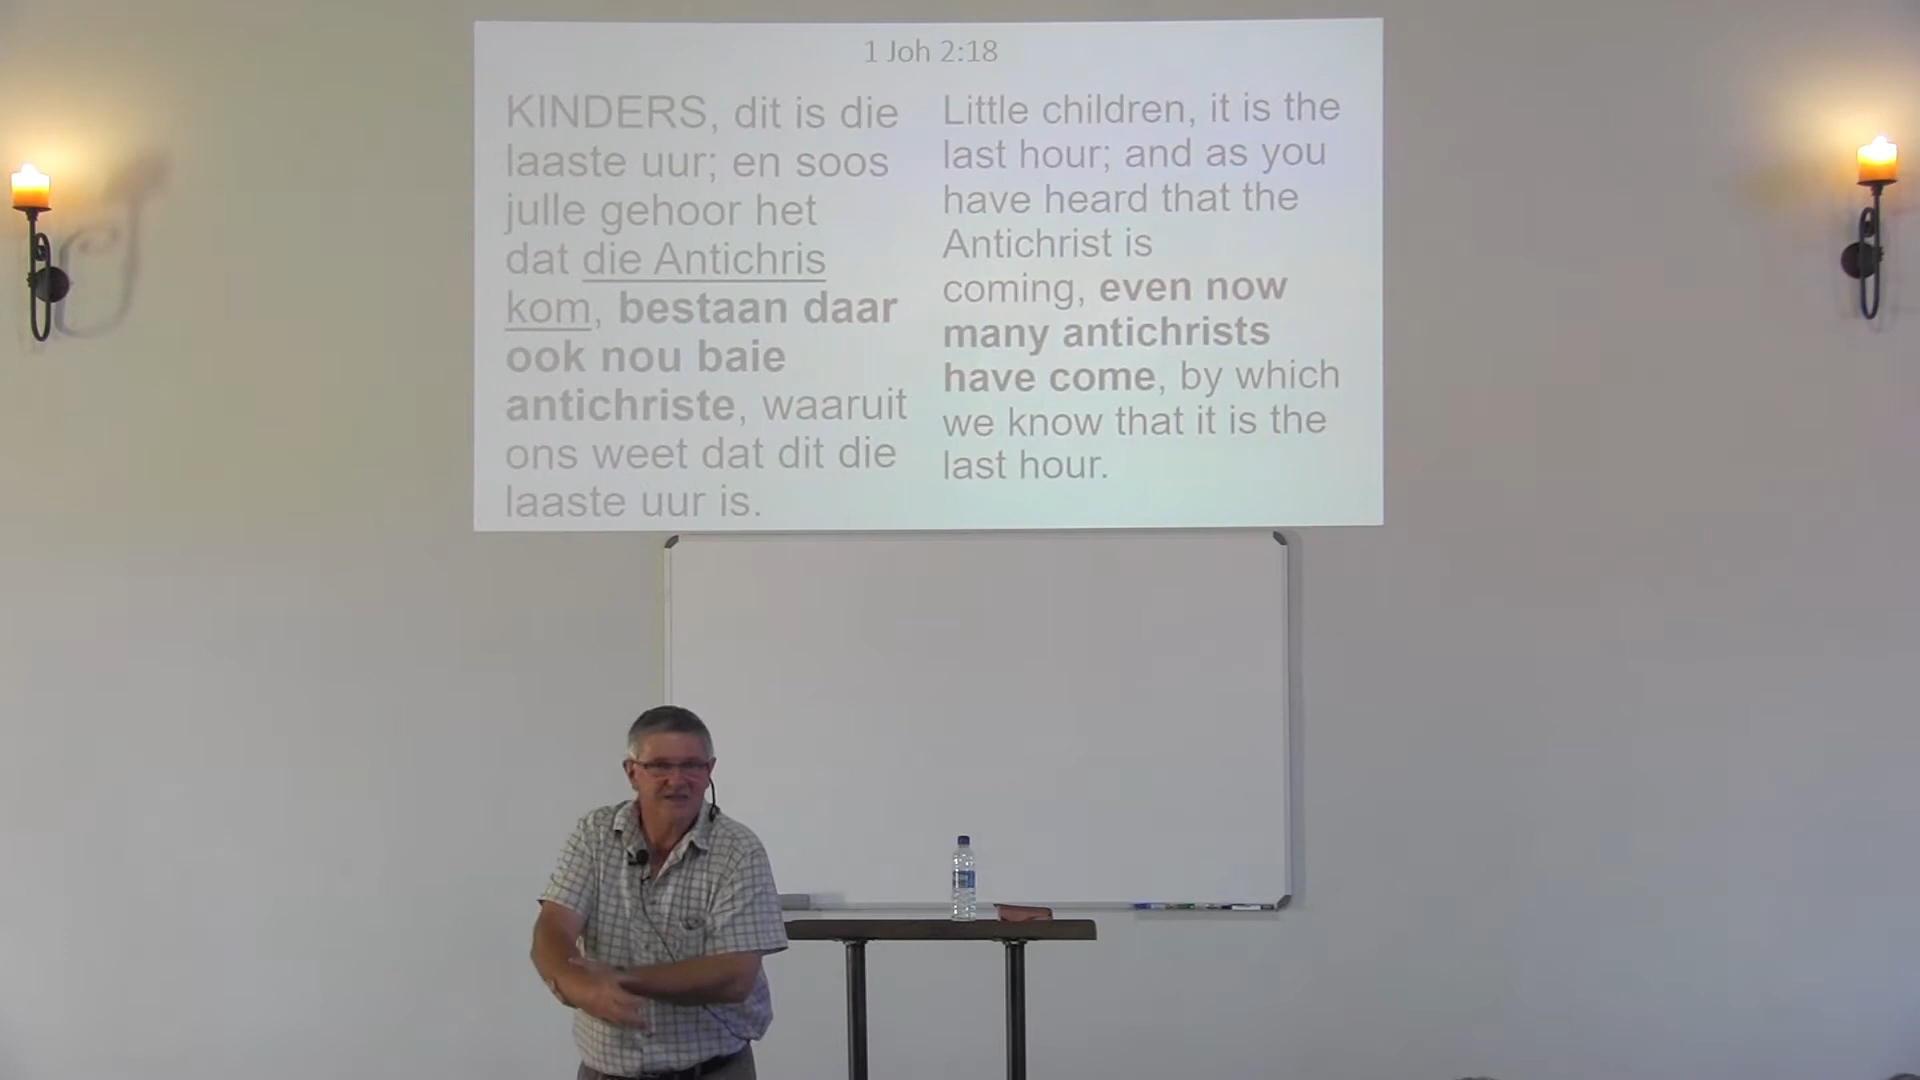 1 Joh 2:18
KINDERS, dit is die
laaste uur; en soos
julle gehoor het
dat die Antichris
kom, bestaan daar
ook nou baie
antichriste, waaruit
ons weet dat dit die
laaste uur is.
Little children, it is the
last hour; and as you
have heard that the
Antichrist is
coming, even now
many antichrists
have come, by which
we know that it is the
last hour.